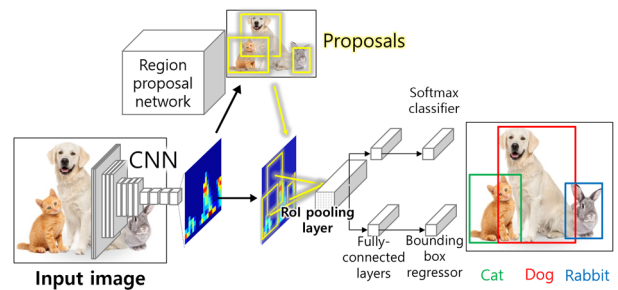 Proposals
Region
proposal
network
Softmax
classifier
CNN
RoI pooling
layer
Input image
Fully-
connected
layers
Bounding
box
regressor
Cat
Dog
Rabbit